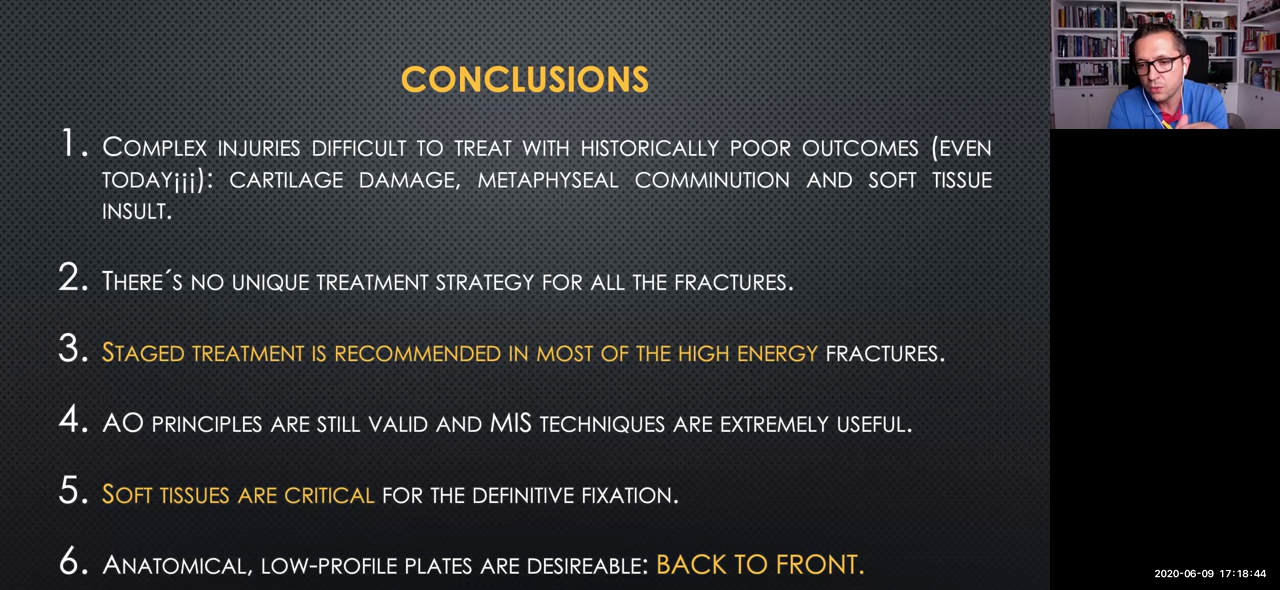 CONCLUSIONS
1. COMPLEX INJURIES DIFFICULT TO TREAT WITH HISTORICALLY POOR OUTCOMES (EVEN
TODAY¡¡¡): CARTILAGE DAMAGE, METAPHYSEAL COMMINUTION AND SOFT TISSUE
INSULT.
2. THERE´S NO UNIQUE TREATMENT STRATEGY FOR ALL THE FRACTURES.
3. STAGED TREATMENT IS RECOMMENDED IN MOST OF THE HIGH ENERGY FRACTURES.
4. AO PRINCIPLES ARE STILL VALID AND MIS TECHNIQUES ARE EXTREMELY USEFUL.
5. SOFT TISSUES ARE CRITICAL FOR THE DEFINITIVE FIXATION.
6. ANATOMICAL, LOW-PROFILE PLATES ARE DESIREABLE: BACK TO FRONT.
2020-06-09 17:18:44